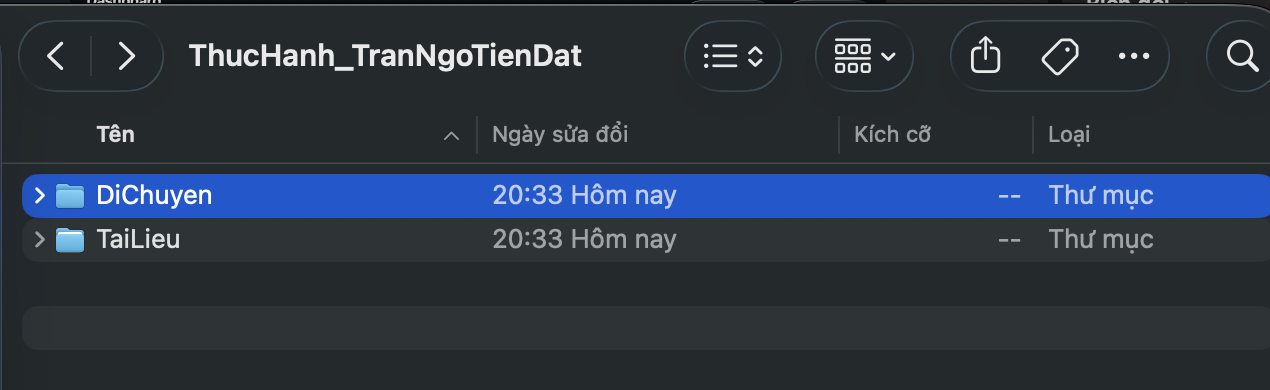 ThucHanh_TranNgoTienDat
Tên Ngày sửa đổi Kích cỡ Loại
DiChuyen 20:33 Hôm nay -- Thư mục
TaiLieu 20:33 Hôm nay -- Thư mục